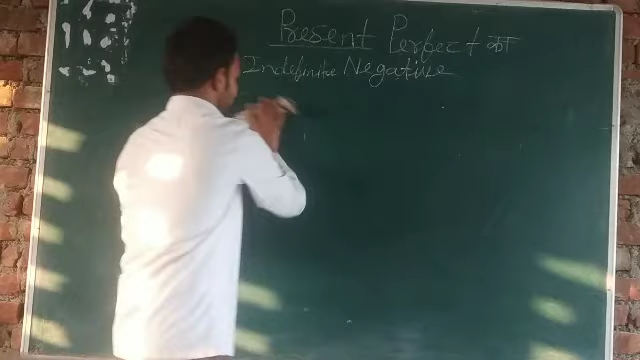 Present Perfect का
Indefinite Negative